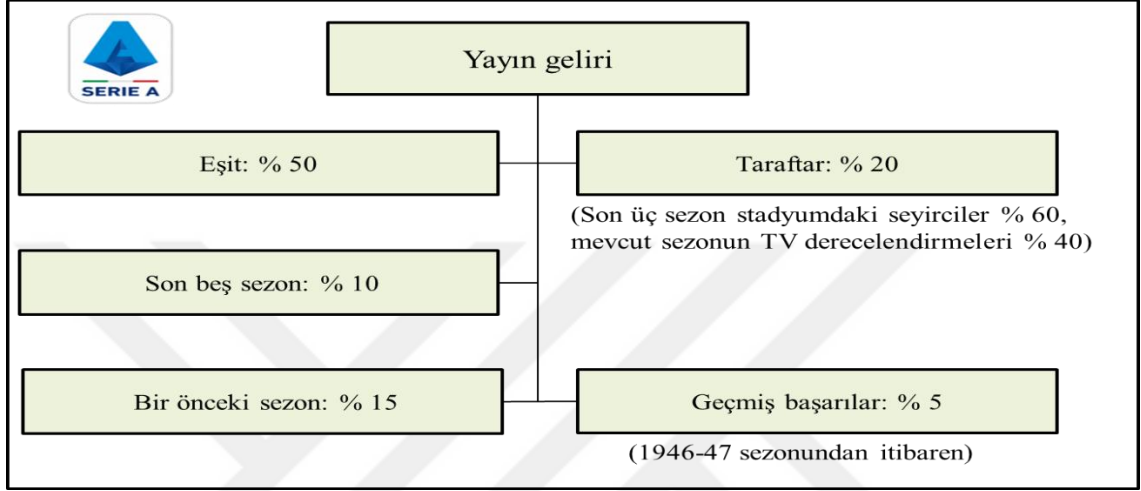 SERIE A
Yayın geliri
Eşit: % 50
Taraftar: % 20
(Son üç sezon stadyumdaki seyirciler % 60,
mevcut sezonun TV derecelendirmeleri % 40)
Son beş sezon: % 10
Bir önceki sezon: % 15
Geçmiş başarılar: % 5
(1946-47 sezonundan itibaren)